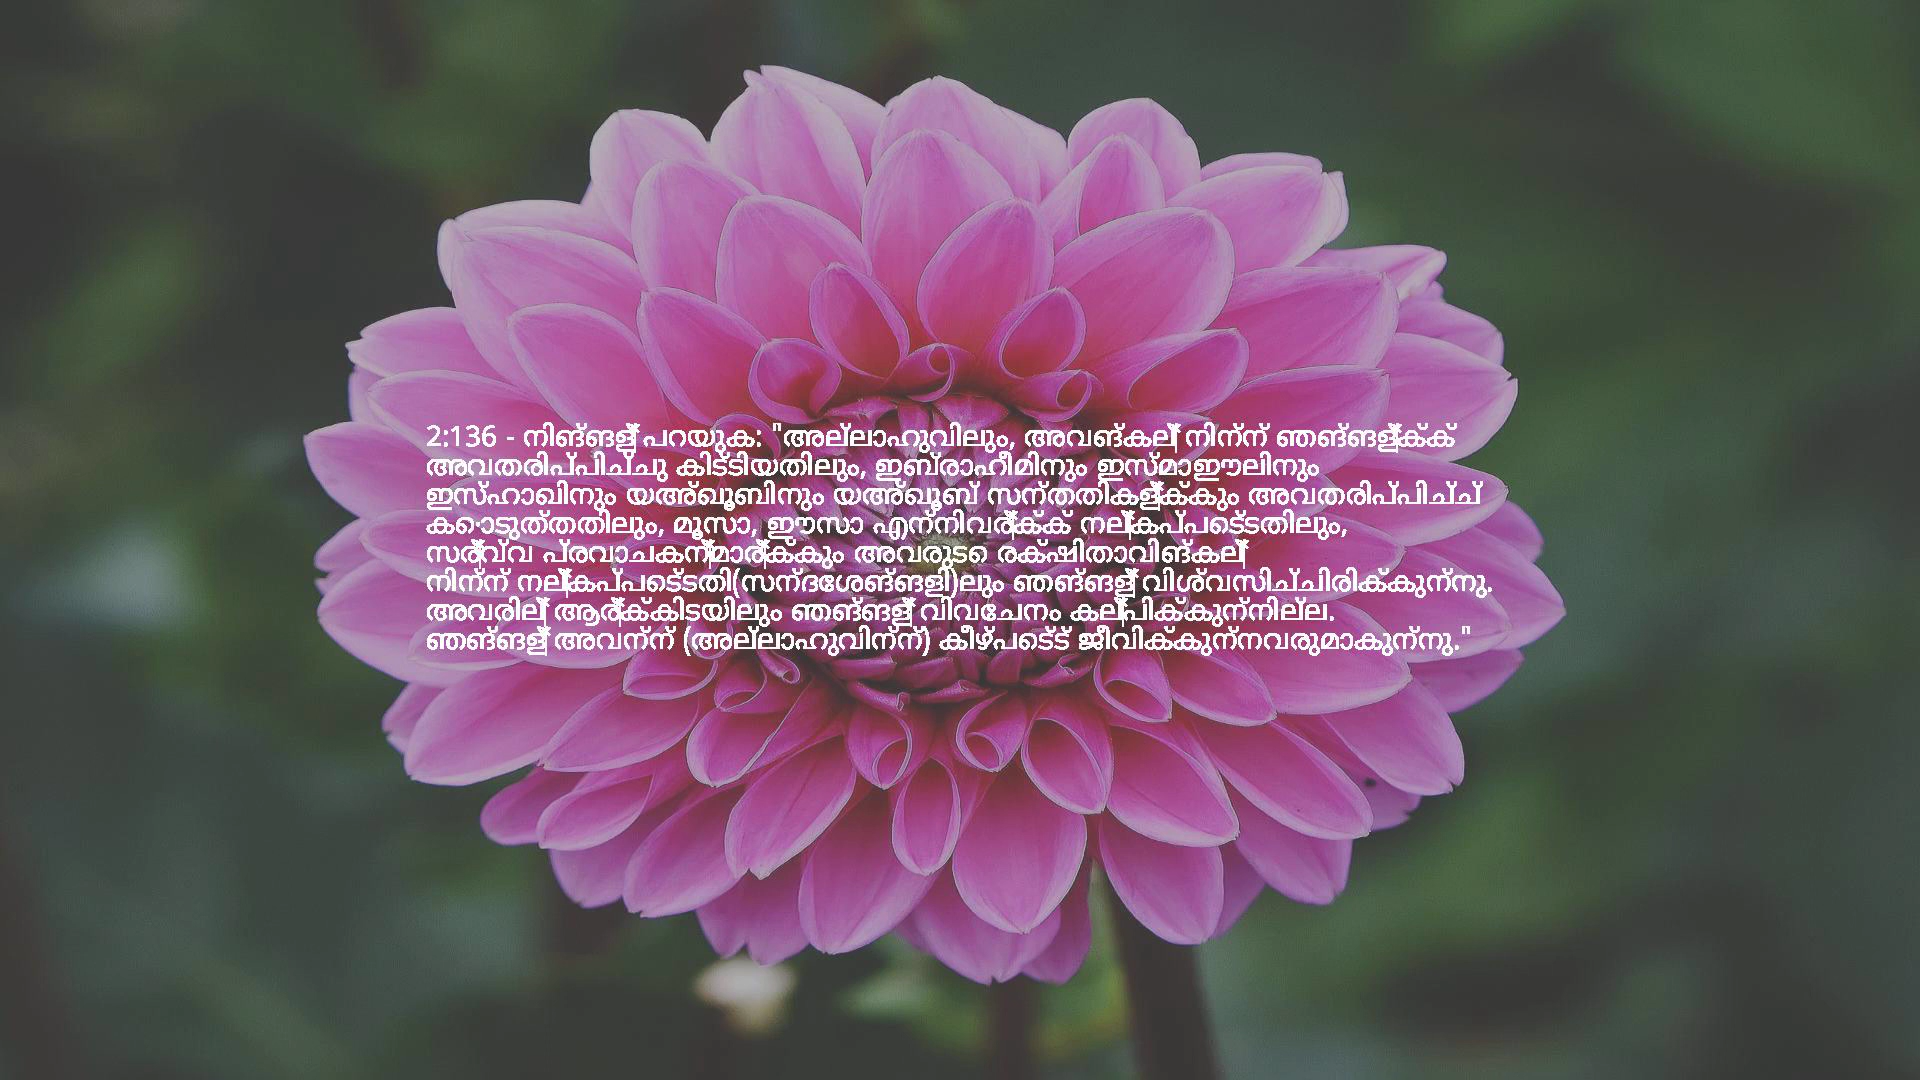 2:136 - നിങ്ങള്‍ പറയുക: "അല്ലാഹുവിലും, അവങ്കല്‍ നിന്ന് ഞങ്ങള്‍ക്ക്
അവതരിപ്പിച്ചു കിട്ടിയതിലും, ഇബ്രാഹീമിനും ഇസ്മാഈലിനും
ഇസ്ഹാഖിനും യഅ്ഖൂബിനും യഅ്ഖൂബ് സന്തതികള്‍ക്കും അവതരിപ്പിച്ച്
കൊടുത്തതിലും, മൂസാ, ഈസാ എന്നിവര്‍ക്ക് നല്‍കപ്പെട്ടതിലും,
സര്‍വ്വ പ്രവാചകന്‍മാര്‍ക്കും അവരുടെ രക്ഷിതാവിങ്കല്‍
നിന്ന് നല്‍കപ്പെട്ടതി(സന്ദേശങ്ങളി)ലും ഞങ്ങള്‍ വിശ്വസിച്ചിരിക്കുന്നു.
അവരില്‍ ആര്‍ക്കിടയിലും ഞങ്ങള്‍ വിവേചനം കല്‍പിക്കുന്നില്ല.
ഞങ്ങള്‍ അവന്ന് (അല്ലാഹുവിന്ന്) കീഴ്പെട്ട് ജീവിക്കുന്നവരുമാകുന്നു."